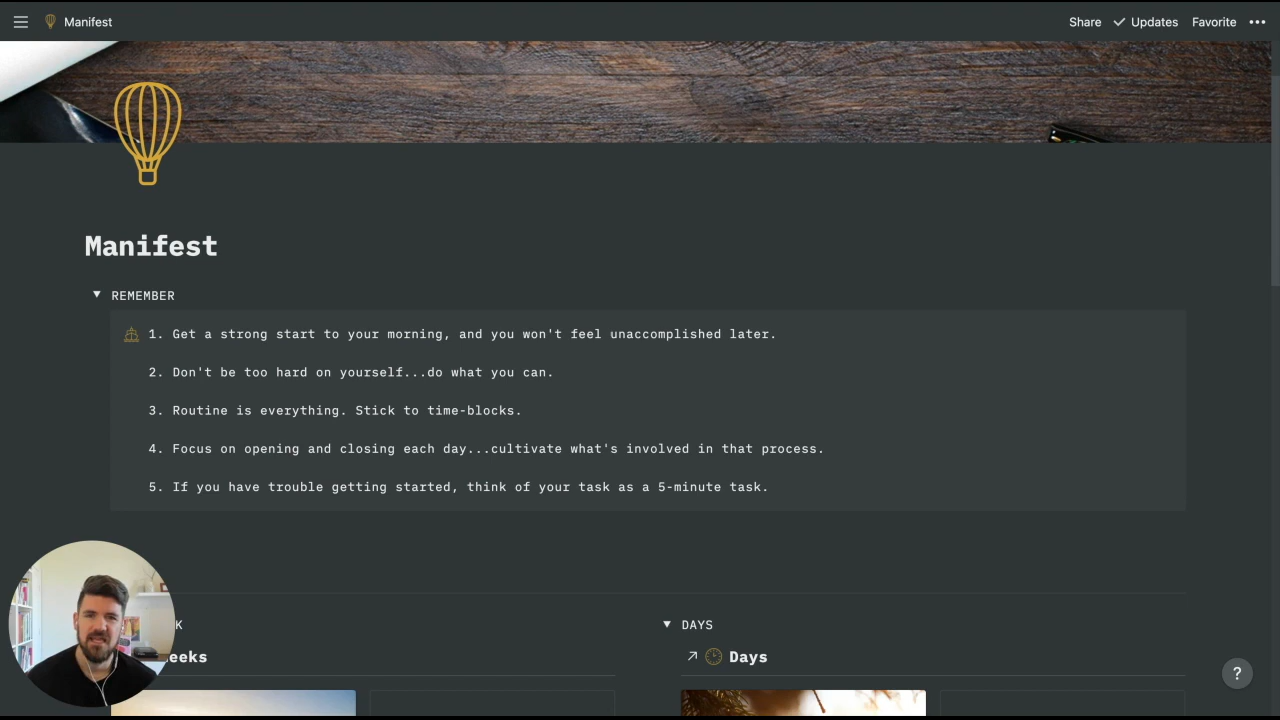 Manifest
Share
Updates
Favorite
Manifest
REMEMBER
1. Get a strong start to your morning, and you won't feel unaccomplished later.
2. Don't be too hard on yourself...do what you can.
3. Routine is everything. Stick to time-blocks.
4. Focus on opening and closing each day...cultivate what's involved in that process.
5. If you have trouble getting started, think of your task as a 5-minute task.
K
eeks
DAYS
Days
?